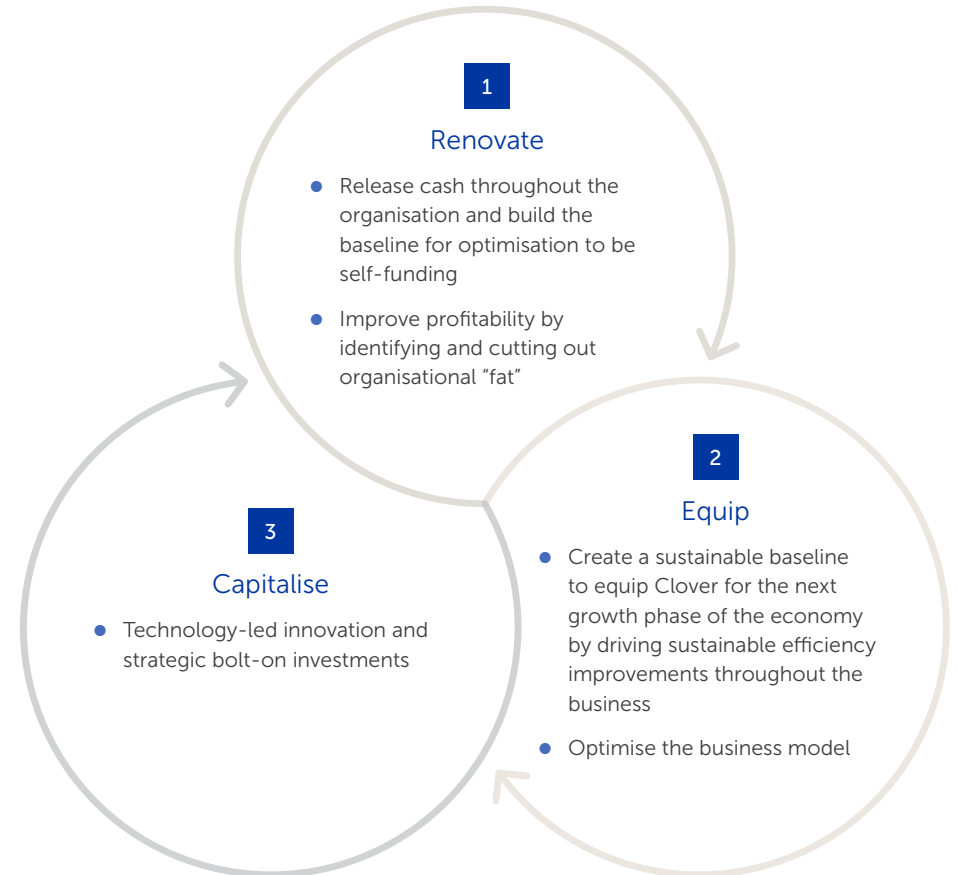 1
Renovate
● Release cash throughout the
organisation and build the
baseline for optimisation to be
self-funding
● Improve profitability by
identifying and cutting out
organisational “fat”
2
Equip
● Create a sustainable baseline
to equip Clover for the next
growth phase of the economy
by driving sustainable efficiency
improvements throughout the
business
● Optimise the business model
3
Capitalise
● Technology-led innovation and
strategic bolt-on investments